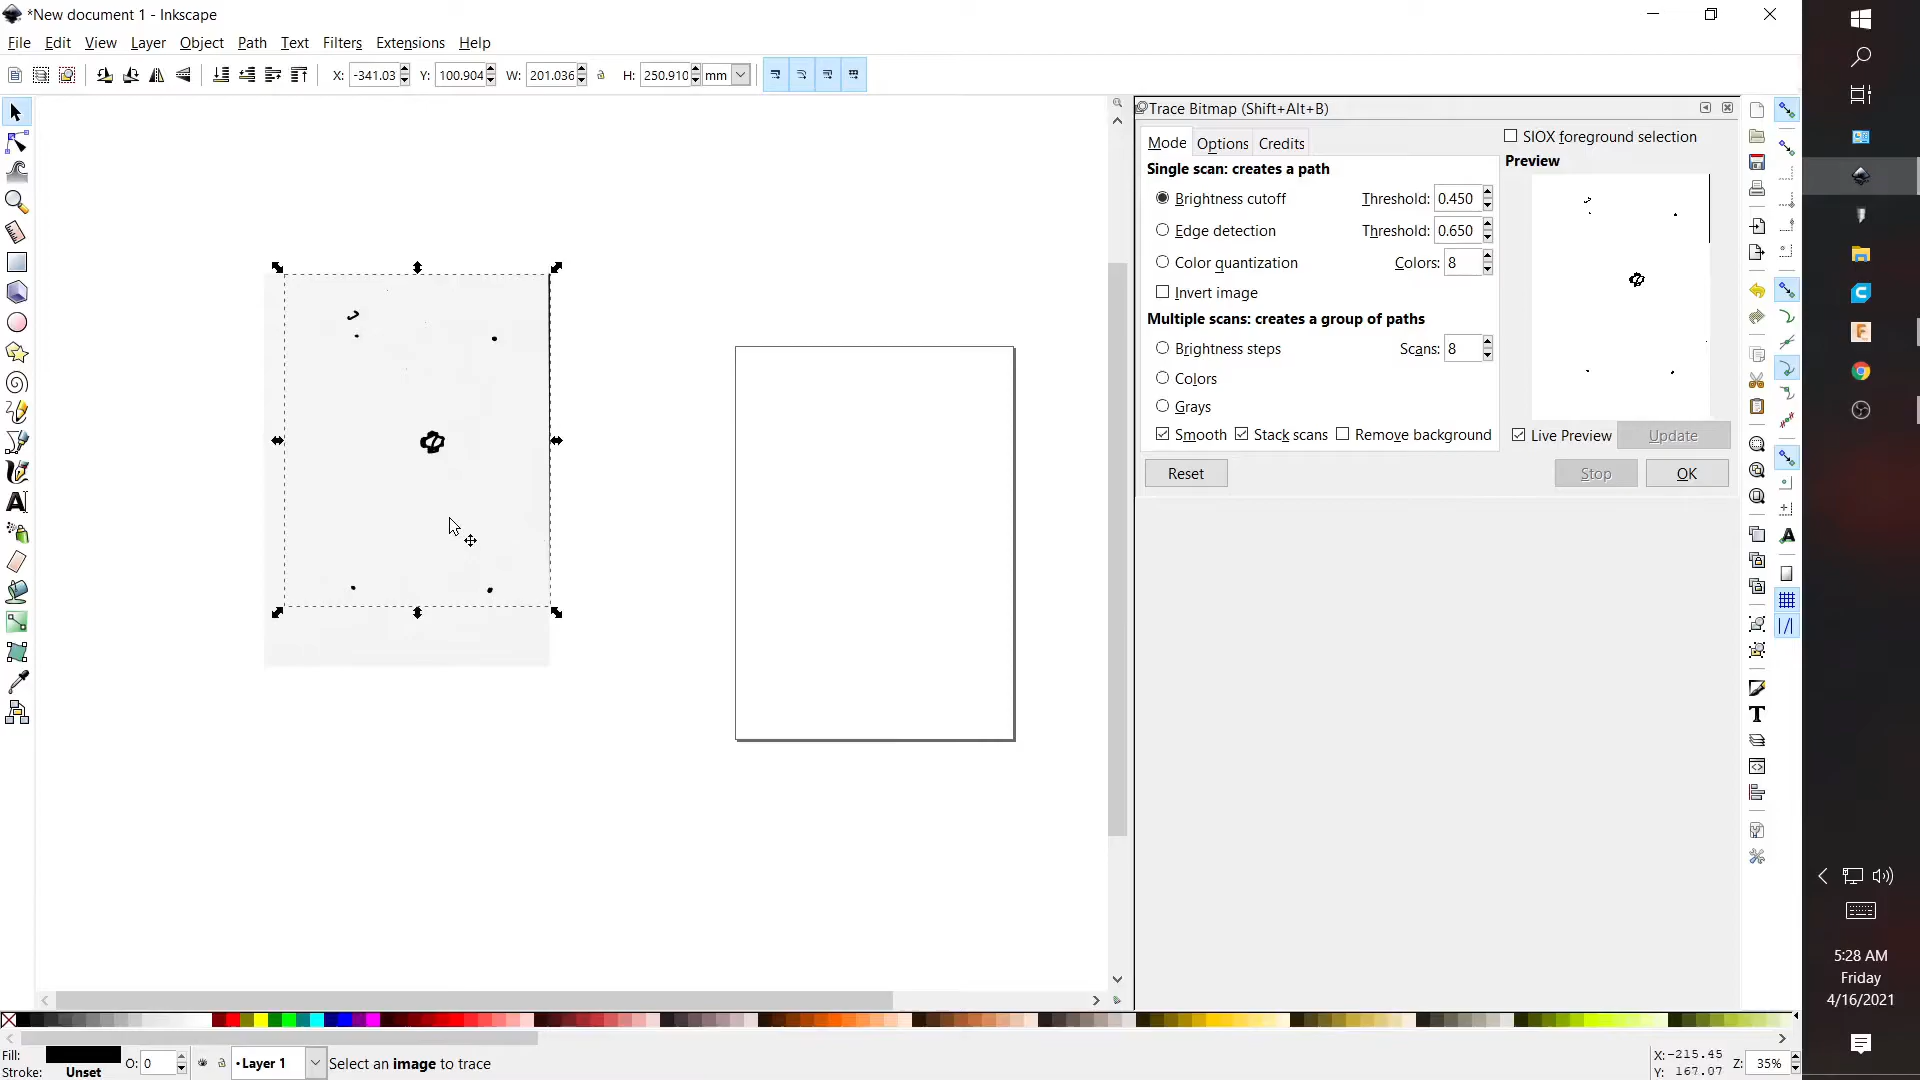 *New document 1 - Inkscape
File Edit View Layer Object Path Text Filters Extensions Help
X: -341.03 Y: 100.904 W: 201.036 H: 250.910 mm
Trace Bitmap (Shift+Alt+B)
Mode Options Credits
SIOX foreground selection
Preview
Single scan: creates a path
Brightness cutoff Threshold: 0.450
Edge detection Threshold: 0.650
Color quantization Colors: 8
Invert image
Multiple scans: creates a group of paths
Brightness steps Scans: 8
Colors
Grays
Smooth Stack scans Remove background
Live Preview Update
Reset Stop OK
5:28 AM
Friday
4/16/2021
Fill:
Stroke: Unset
O: 0
•Layer 1
Select an image to trace
X:-215.45
Y: 167.07
Z: 35%